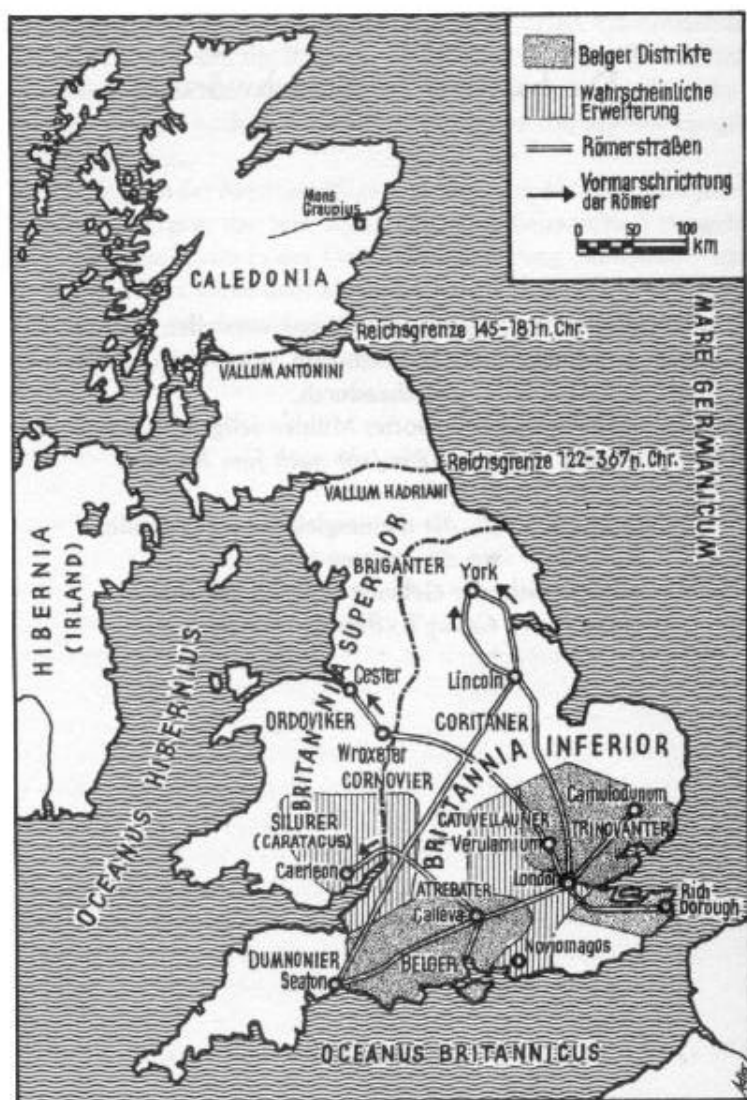 Belger Distrikte
Wahrscheinliche
Erweiterung
Römerstraßen
Vormarschrichtung
der Römer
0 50 100
km
Mons
Graupius
CALEDONIA
Reichsgrenze 145-181 n. Chr.
VALLUM ANTONINI
MARE GERMANICUM
Reichsgrenze 122-367 n. Chr.
VALLUM HADRIANI
HIBERNIA
(IRLAND)
OCEANUS HIBERNIUS
BRIGANTER
York
BRITANNIA SUPERIOR
Cester
Lincoln
ORDOVIKER
CORITANER
Wroxeter
BRITANNIA INFERIOR
CORNOVIER
Camulodunum
SILURER
(CARATACUS)
CATUVELLAUNER
TRINOVANTER
Verulamium
Caerleon
London
Rich-
borough
ATREBATER
Calleva
DUMNONIER
Seaton
BELGER
Noviomagos
OCEANUS BRITANNICUS